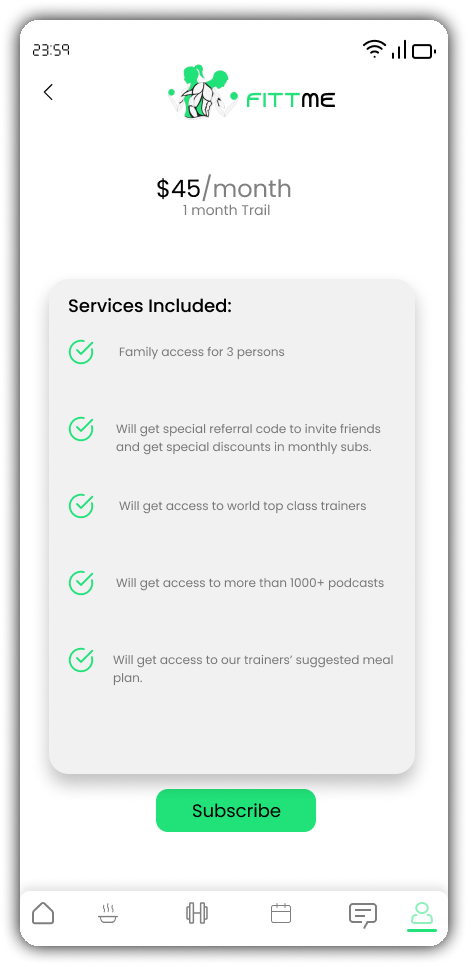 23:59
FITTME
$45/month
1 month Trail
Services Included:
Family access for 3 persons
Will get special referral code to invite friends
and get special discounts in monthly subs.
Will get access to world top class trainers
Will get access to more than 1000+ podcasts
Will get access to our trainers’ suggested meal
plan.
Subscribe